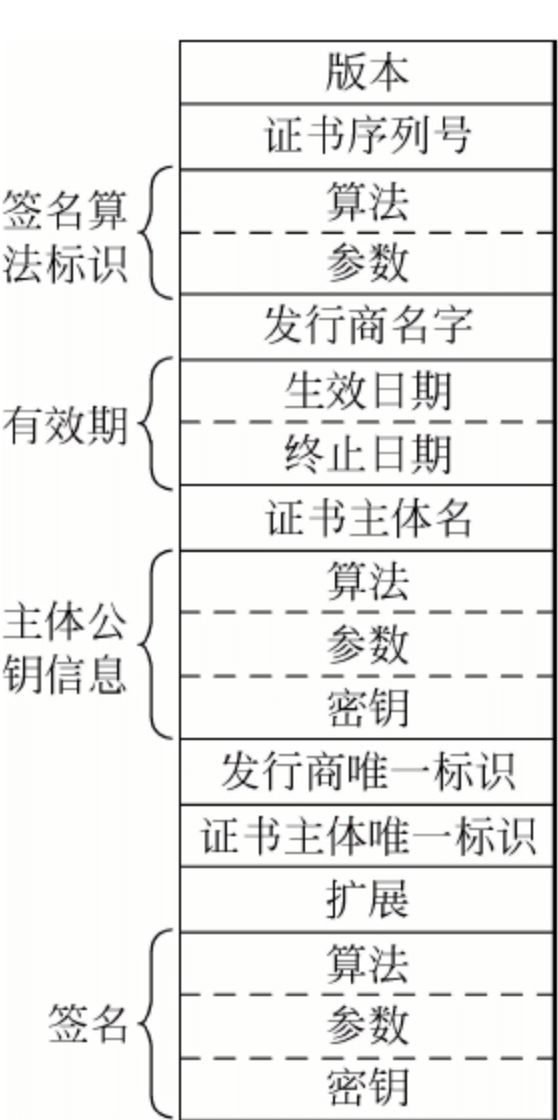 版本
证书序列号
签名算
法标识
算法
参数
发行商名字
有效期
生效日期
终止日期
证书主体名
主体公
钥信息
算法
参数
密钥
发行商唯一标识
证书主体唯一标识
扩展
签名
算法
参数
密钥